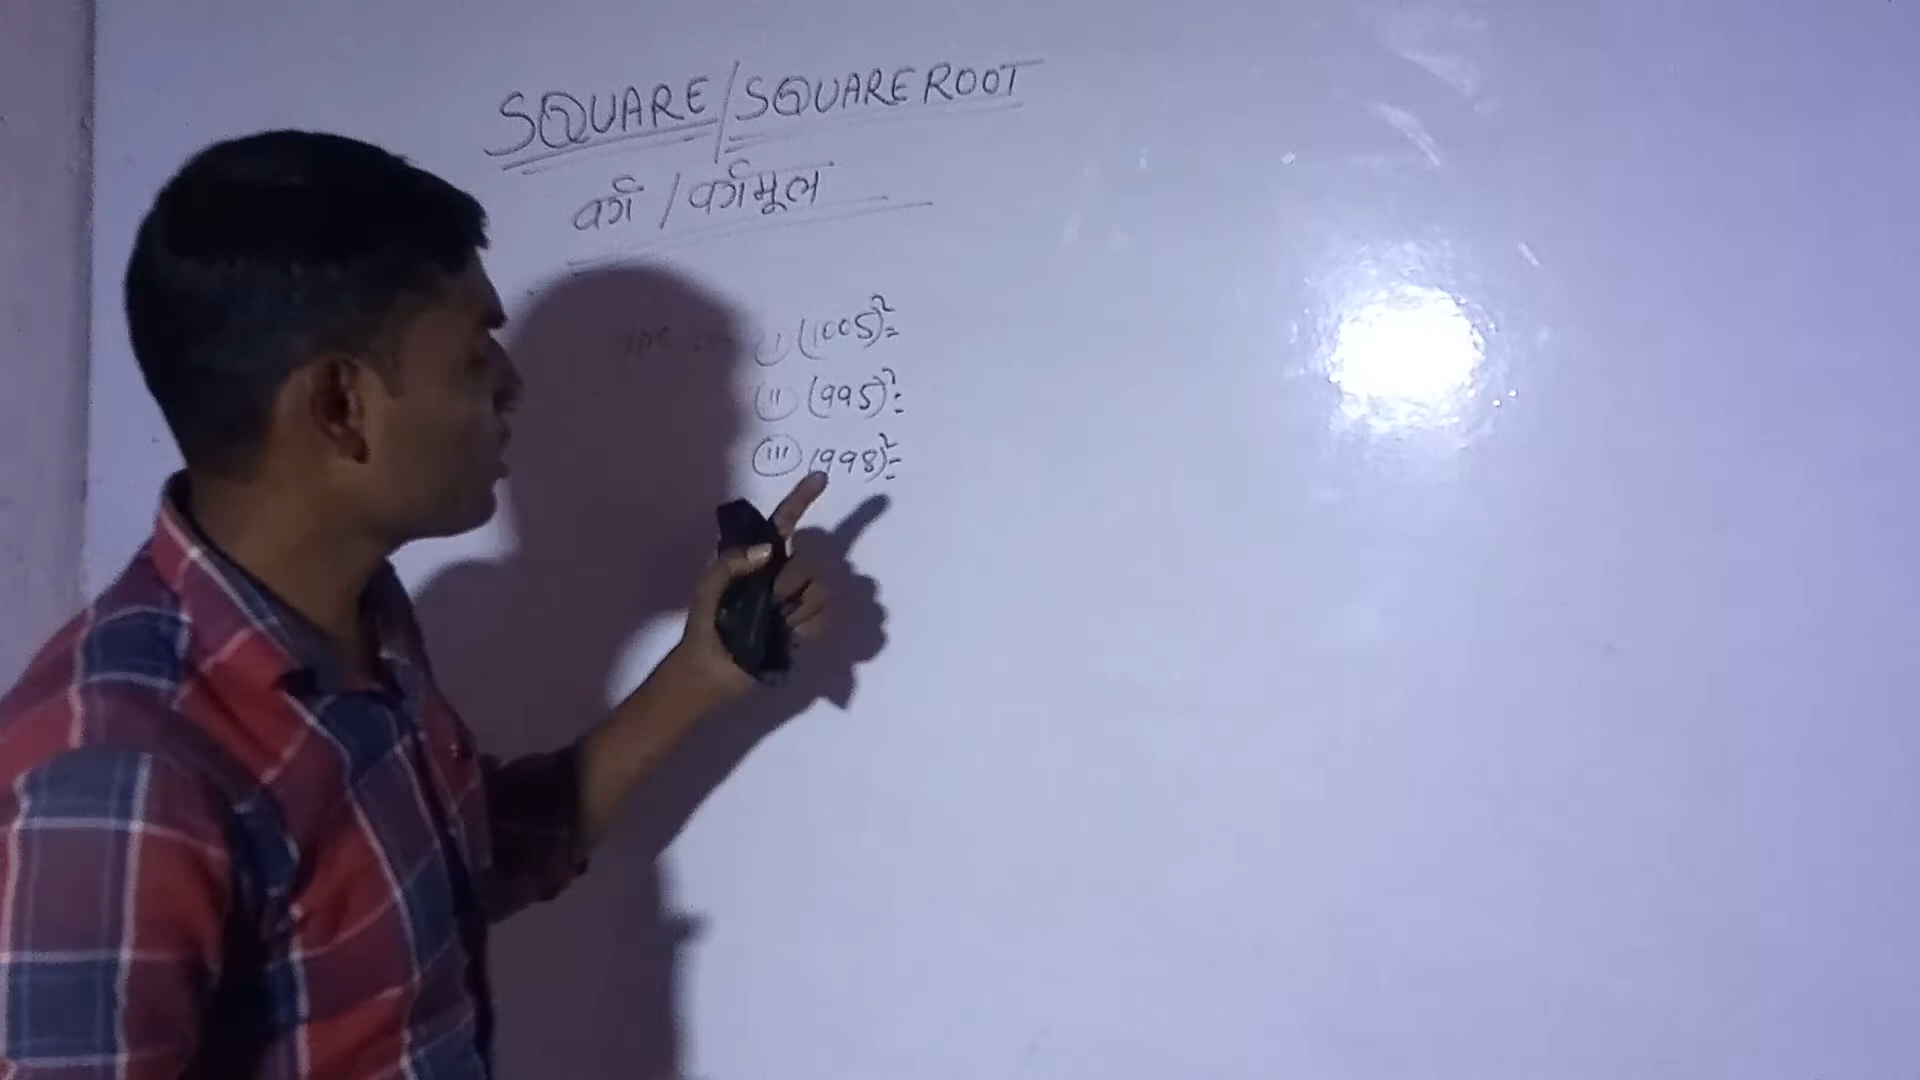 SQUARE/SQUARE ROOT
वर्ग / वर्गमूल
(i) (1005)²=
(ii) (995)²=
(iii) (998)²=